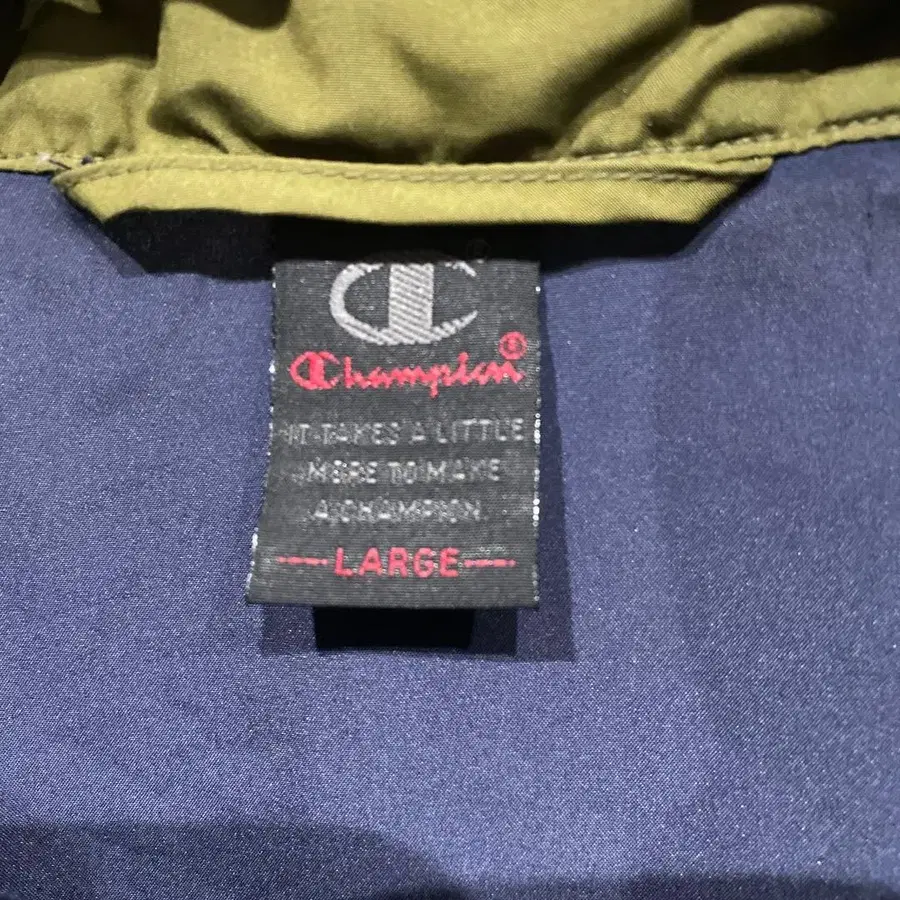 Champion®
IT TAKES A LITTLE
MORE TO MAKE
A CHAMPION.
LARGE